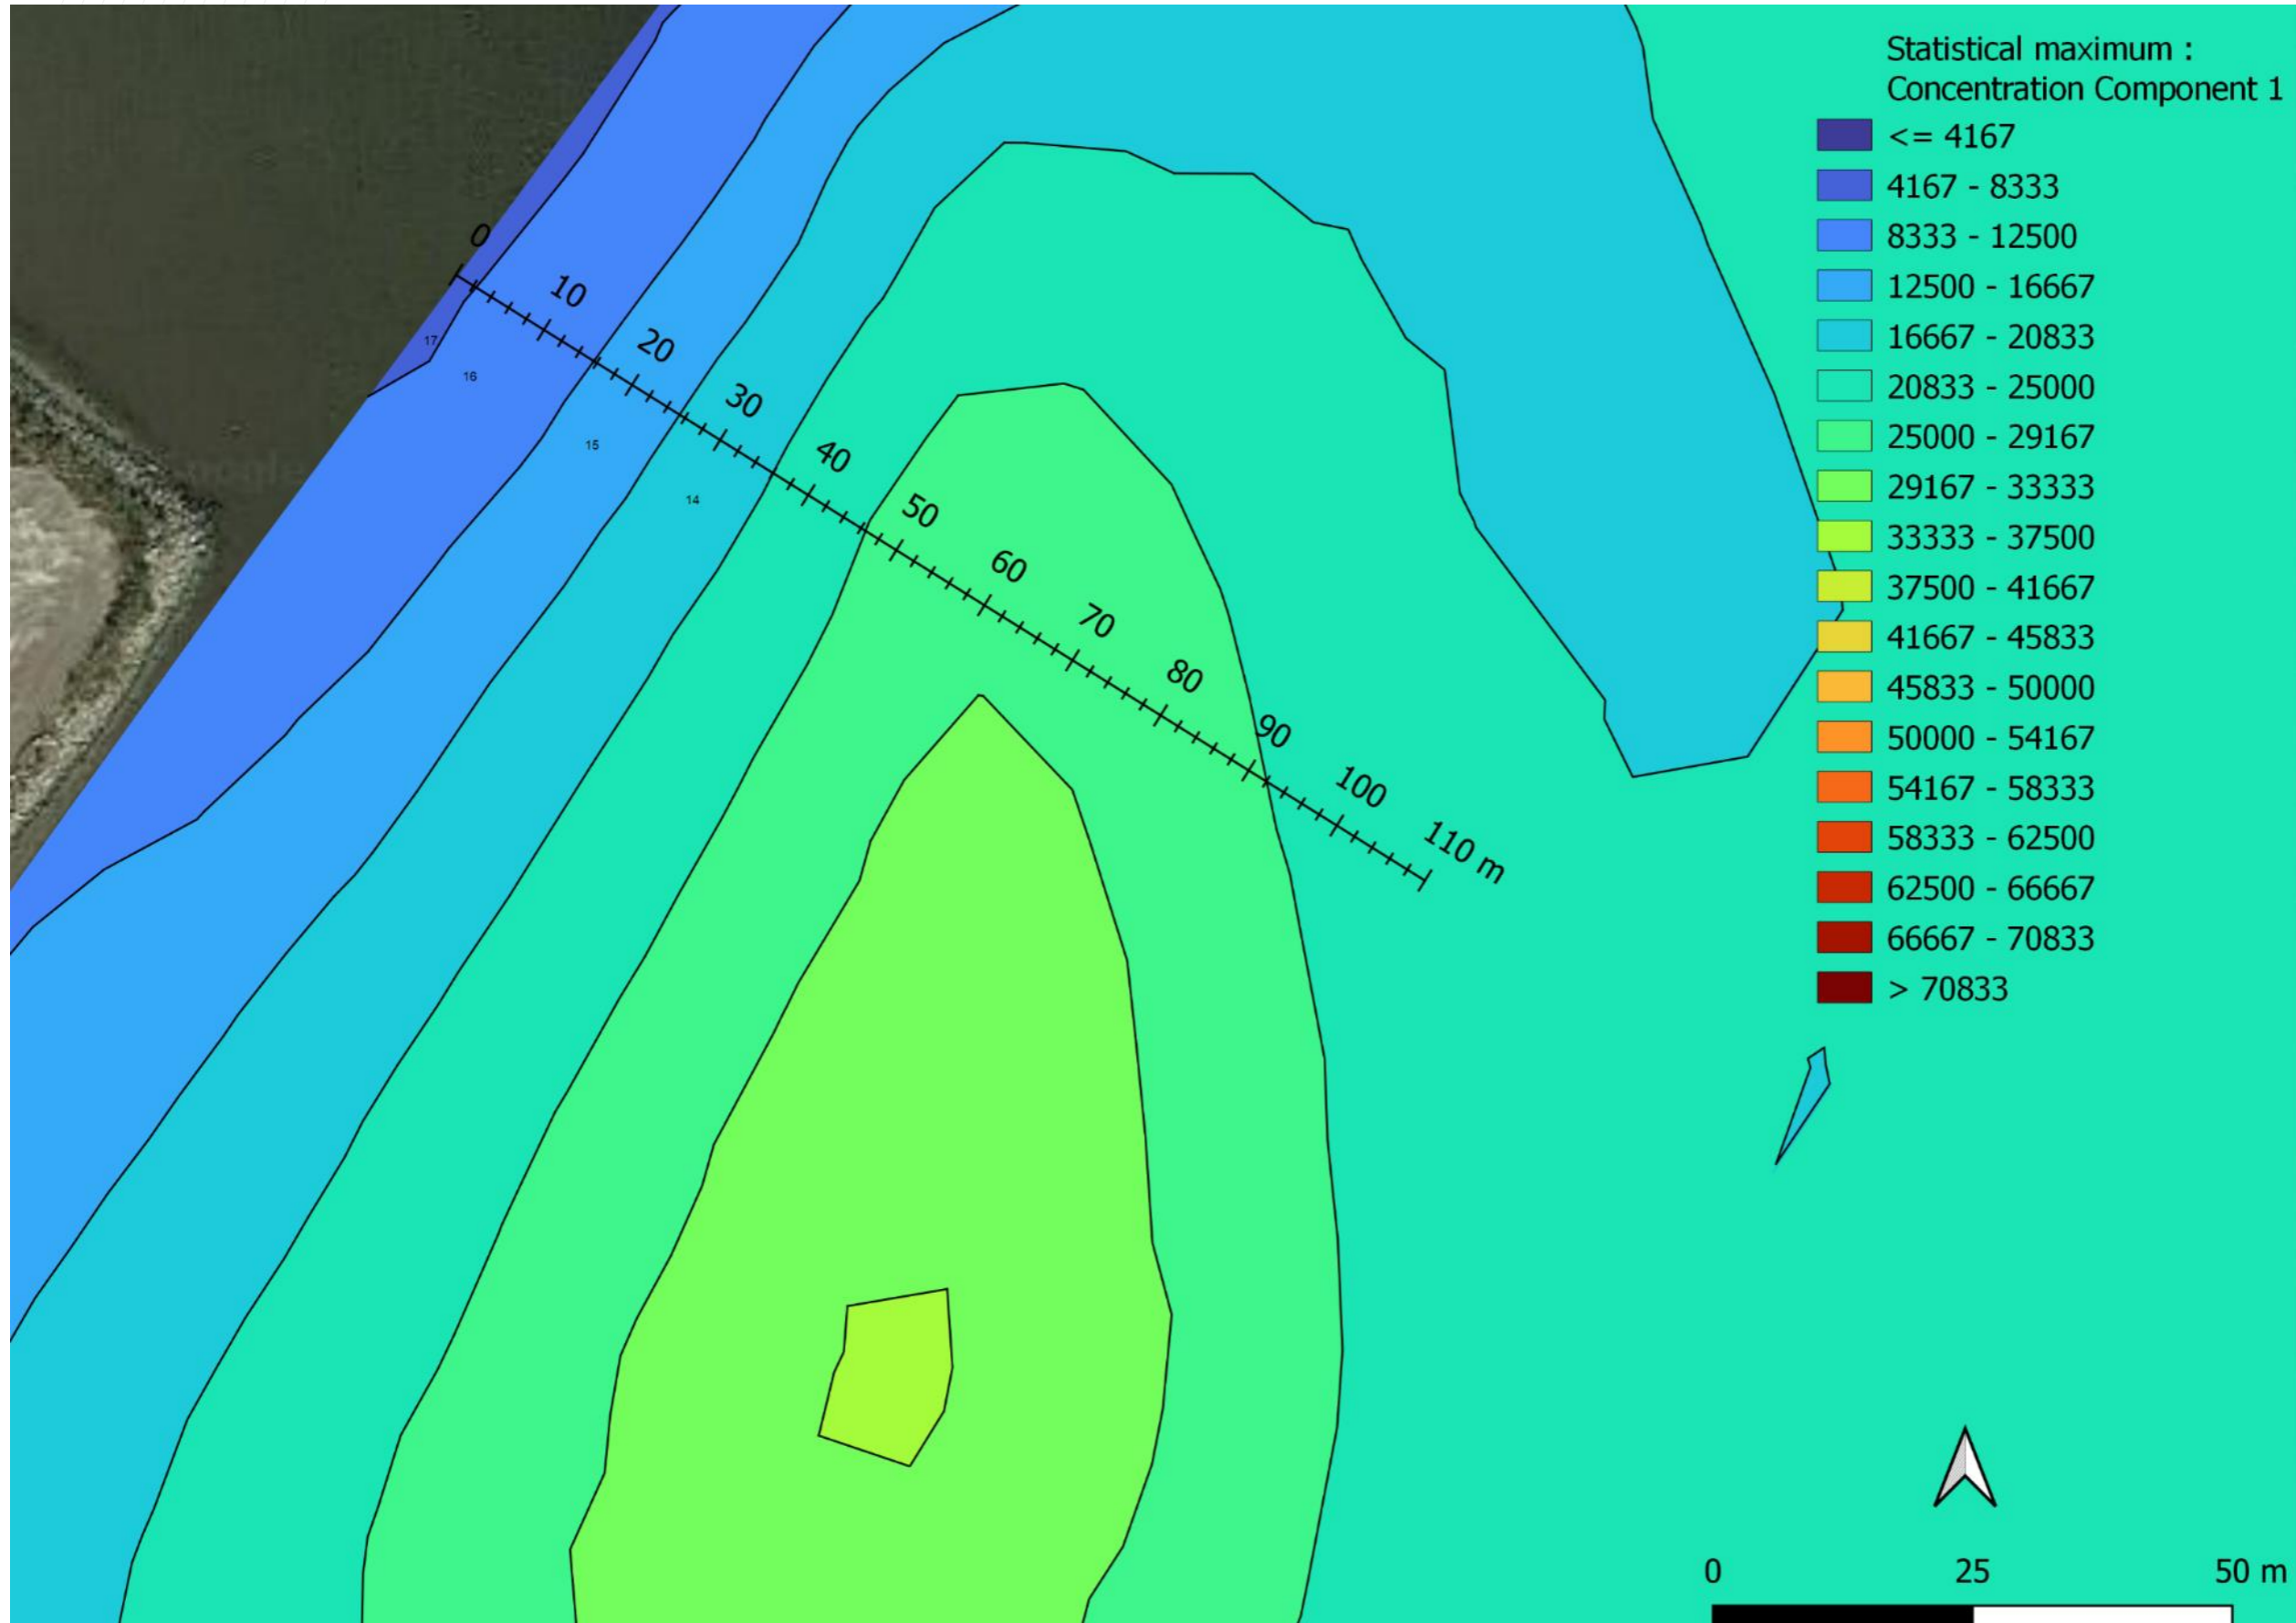 Statistical maximum :
Concentration Component 1
<= 4167
4167 - 8333
8333 - 12500
12500 - 16667
16667 - 20833
20833 - 25000
25000 - 29167
29167 - 33333
33333 - 37500
37500 - 41667
41667 - 45833
45833 - 50000
50000 - 54167
54167 - 58333
58333 - 62500
62500 - 66667
66667 - 70833
> 70833
0
10
20
30
40
50
60
70
80
90
100
110 m
17
16
15
14
0 25 50 m